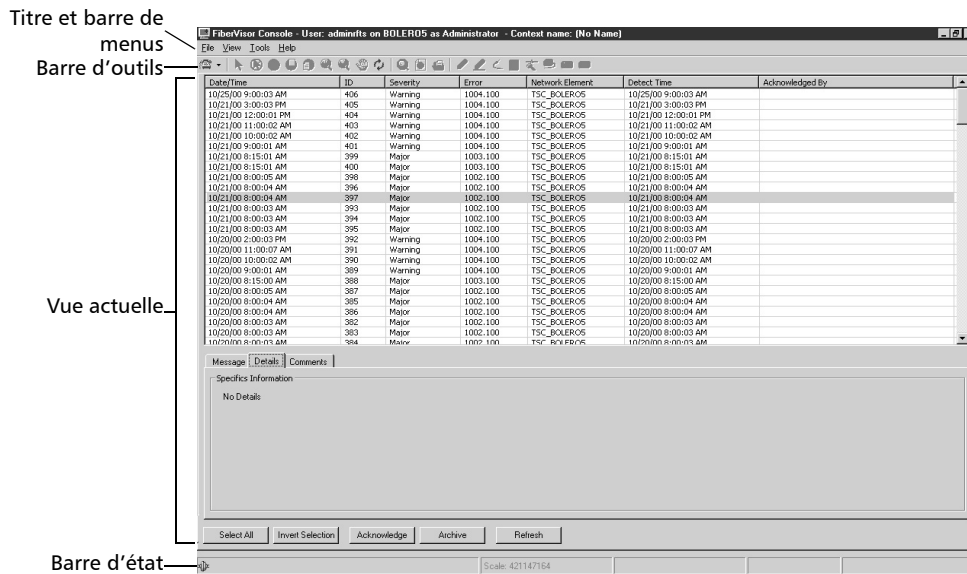 Titre et barre de
menus
Barre d'outils
Vue actuelle
Barre d'état
FiberVisor Console - User: adminrfts on BOLERO5 as Administrator - Context name: (No Name)
File View Tools Help
Date/Time ID Severity Error Network Element Detect Time Acknowledged By
10/25/00 9:00:03 AM 406 Warning 1004.100 TSC_BOLERO5 10/25/00 9:00:03 AM
10/21/00 3:00:03 PM 405 Warning 1004.100 TSC_BOLERO5 10/21/00 3:00:03 PM
10/21/00 12:00:01 PM 404 Warning 1004.100 TSC_BOLERO5 10/21/00 12:00:01 PM
10/21/00 11:00:02 AM 403 Warning 1004.100 TSC_BOLERO5 10/21/00 11:00:02 AM
10/21/00 10:00:02 AM 402 Warning 1004.100 TSC_BOLERO5 10/21/00 10:00:02 AM
10/21/00 9:00:01 AM 401 Warning 1004.100 TSC_BOLERO5 10/21/00 9:00:01 AM
10/21/00 8:15:01 AM 399 Major 1003.100 TSC_BOLERO5 10/21/00 8:15:01 AM
10/21/00 8:15:01 AM 400 Major 1003.100 TSC_BOLERO5 10/21/00 8:15:01 AM
10/21/00 8:00:05 AM 398 Major 1002.100 TSC_BOLERO5 10/21/00 8:00:05 AM
10/21/00 8:00:04 AM 396 Major 1002.100 TSC_BOLERO5 10/21/00 8:00:04 AM
10/21/00 8:00:04 AM 397 Major 1002.100 TSC_BOLERO5 10/21/00 8:00:04 AM
10/21/00 8:00:03 AM 393 Major 1002.100 TSC_BOLERO5 10/21/00 8:00:03 AM
10/21/00 8:00:03 AM 394 Major 1002.100 TSC_BOLERO5 10/21/00 8:00:03 AM
10/21/00 8:00:03 AM 395 Major 1002.100 TSC_BOLERO5 10/21/00 8:00:03 AM
10/20/00 2:00:03 PM 392 Warning 1004.100 TSC_BOLERO5 10/20/00 2:00:03 PM
10/20/00 11:00:07 AM 391 Warning 1004.100 TSC_BOLERO5 10/20/00 11:00:07 AM
10/20/00 10:00:02 AM 390 Warning 1004.100 TSC_BOLERO5 10/20/00 10:00:02 AM
10/20/00 9:00:01 AM 389 Warning 1004.100 TSC_BOLERO5 10/20/00 9:00:01 AM
10/20/00 8:15:00 AM 388 Major 1003.100 TSC_BOLERO5 10/20/00 8:15:00 AM
10/20/00 8:00:05 AM 387 Major 1002.100 TSC_BOLERO5 10/20/00 8:00:05 AM
10/20/00 8:00:04 AM 385 Major 1002.100 TSC_BOLERO5 10/20/00 8:00:04 AM
10/20/00 8:00:04 AM 386 Major 1002.100 TSC_BOLERO5 10/20/00 8:00:04 AM
10/20/00 8:00:03 AM 382 Major 1002.100 TSC_BOLERO5 10/20/00 8:00:03 AM
10/20/00 8:00:03 AM 383 Major 1002.100 TSC_BOLERO5 10/20/00 8:00:03 AM
10/20/00 8:00:03 AM 384 Major 1002.100 TSC_BOLERO5 10/20/00 8:00:03 AM
Message Details Comments
Specifics Information
No Details
Select All Invert Selection Acknowledge Archive Refresh
Scale: 421147164